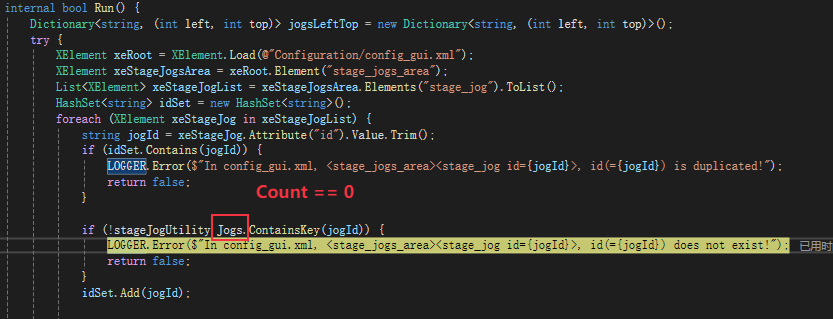 internal bool Run() {
Dictionary<string, (int left, int top)> jogsLeftTop = new Dictionary<string, (int left, int top)>();
try {
XElement xeRoot = XElement.Load(@"Configuration/config_gui.xml");
XElement xeStageJogsArea = xeRoot.Element("stage_jogs_area");
List<XElement> xeStageJogList = xeStageJogsArea.Elements("stage_jog").ToList();
HashSet<string> idSet = new HashSet<string>();
foreach (XElement xeStageJog in xeStageJogList) {
string jogId = xeStageJog.Attribute("id").Value.Trim();
if (idSet.Contains(jogId)) {
LOGGER.Error($"In config_gui.xml, <stage_jogs_area><stage_jog id={jogId}>, id(={jogId}) is duplicated!");
return false;
}
Count == 0
if (!stageJogUtility Jogs.ContainsKey(jogId)) {
LOGGER.Error($"In config_gui.xml, <stage_jogs_area><stage_jog id={jogId}>, id(={jogId}) does not exist!"); 已用时
return false;
}
idSet.Add(jogId);